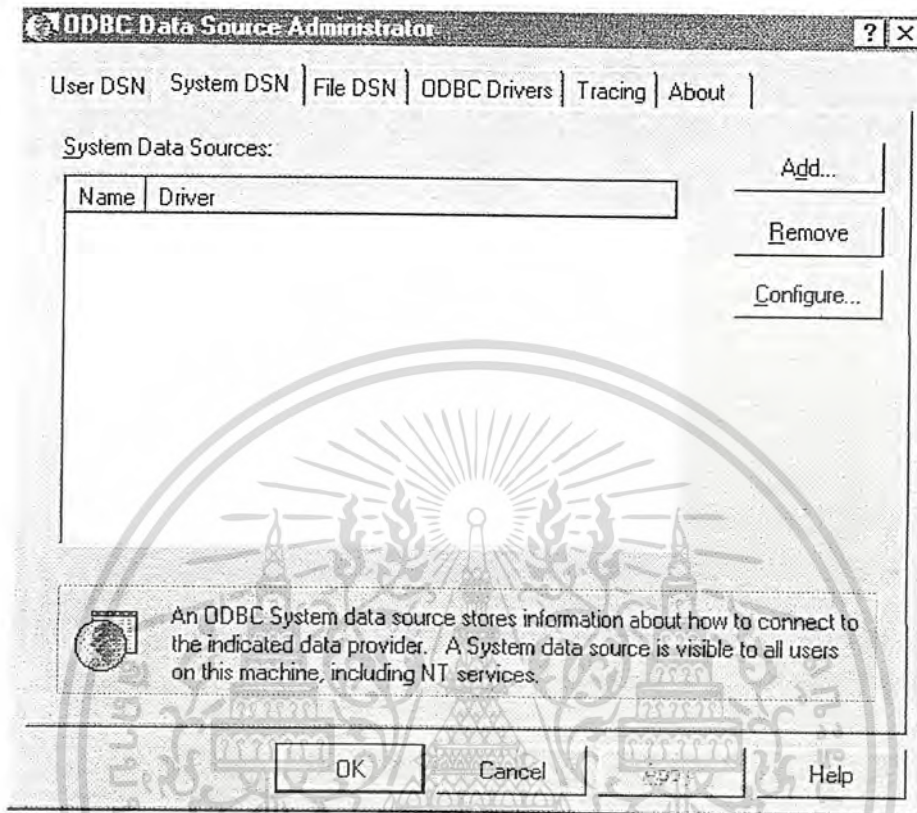 ODBC Data Source Administrator
User DSN System DSN File DSN ODBC Drivers Tracing About
System Data Sources:
Add...
Name Driver
Remove
Configure...
An ODBC System data source stores information about how to connect to
the indicated data provider. A System data source is visible to all users
on this machine, including NT services.
OK Cancel Help